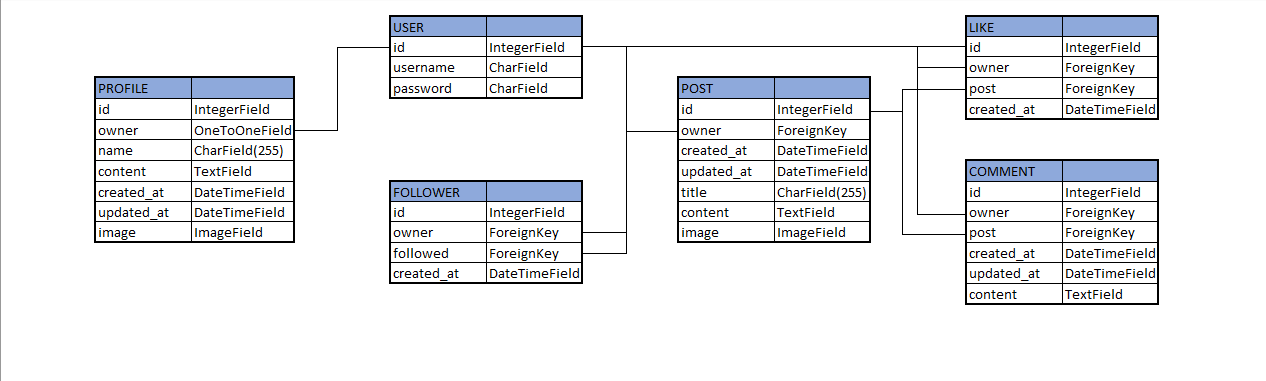 PROFILE
id IntegerField
owner OneToOneField
name CharField(255)
content TextField
created_at DateTimeField
updated_at DateTimeField
image ImageField
USER
id IntegerField
username CharField
password CharField
FOLLOWER
id IntegerField
owner ForeignKey
followed ForeignKey
created_at DateTimeField
POST
id IntegerField
owner ForeignKey
created_at DateTimeField
updated_at DateTimeField
title CharField(255)
content TextField
image ImageField
LIKE
id IntegerField
owner ForeignKey
post ForeignKey
created_at DateTimeField
COMMENT
id IntegerField
owner ForeignKey
post ForeignKey
created_at DateTimeField
updated_at DateTimeField
content TextField